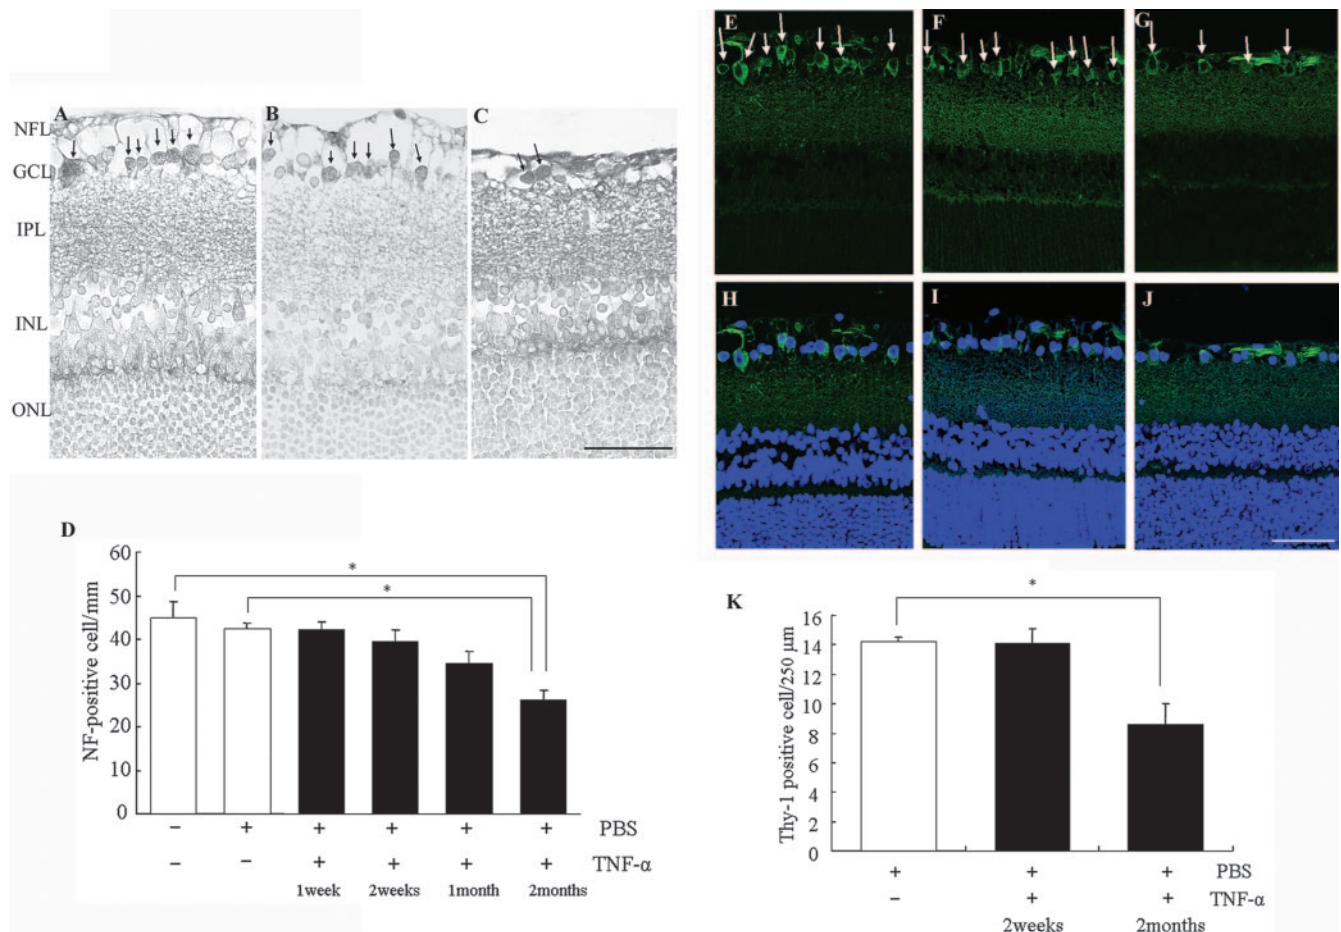 A B C
NFL
GCL
IPL
INL
ONL
D
NF-positive cell/mm
60
50
40
30
20
10
0
* 
*
− + + + + + PBS
− − + + + + TNF-α
1week 2weeks 1month 2months
E F G
H I J
K
Thy-1 positive cell/250 µm
16
14
12
10
8
6
4
2
0
*
+ + + PBS
− + + TNF-α
2weeks 2months